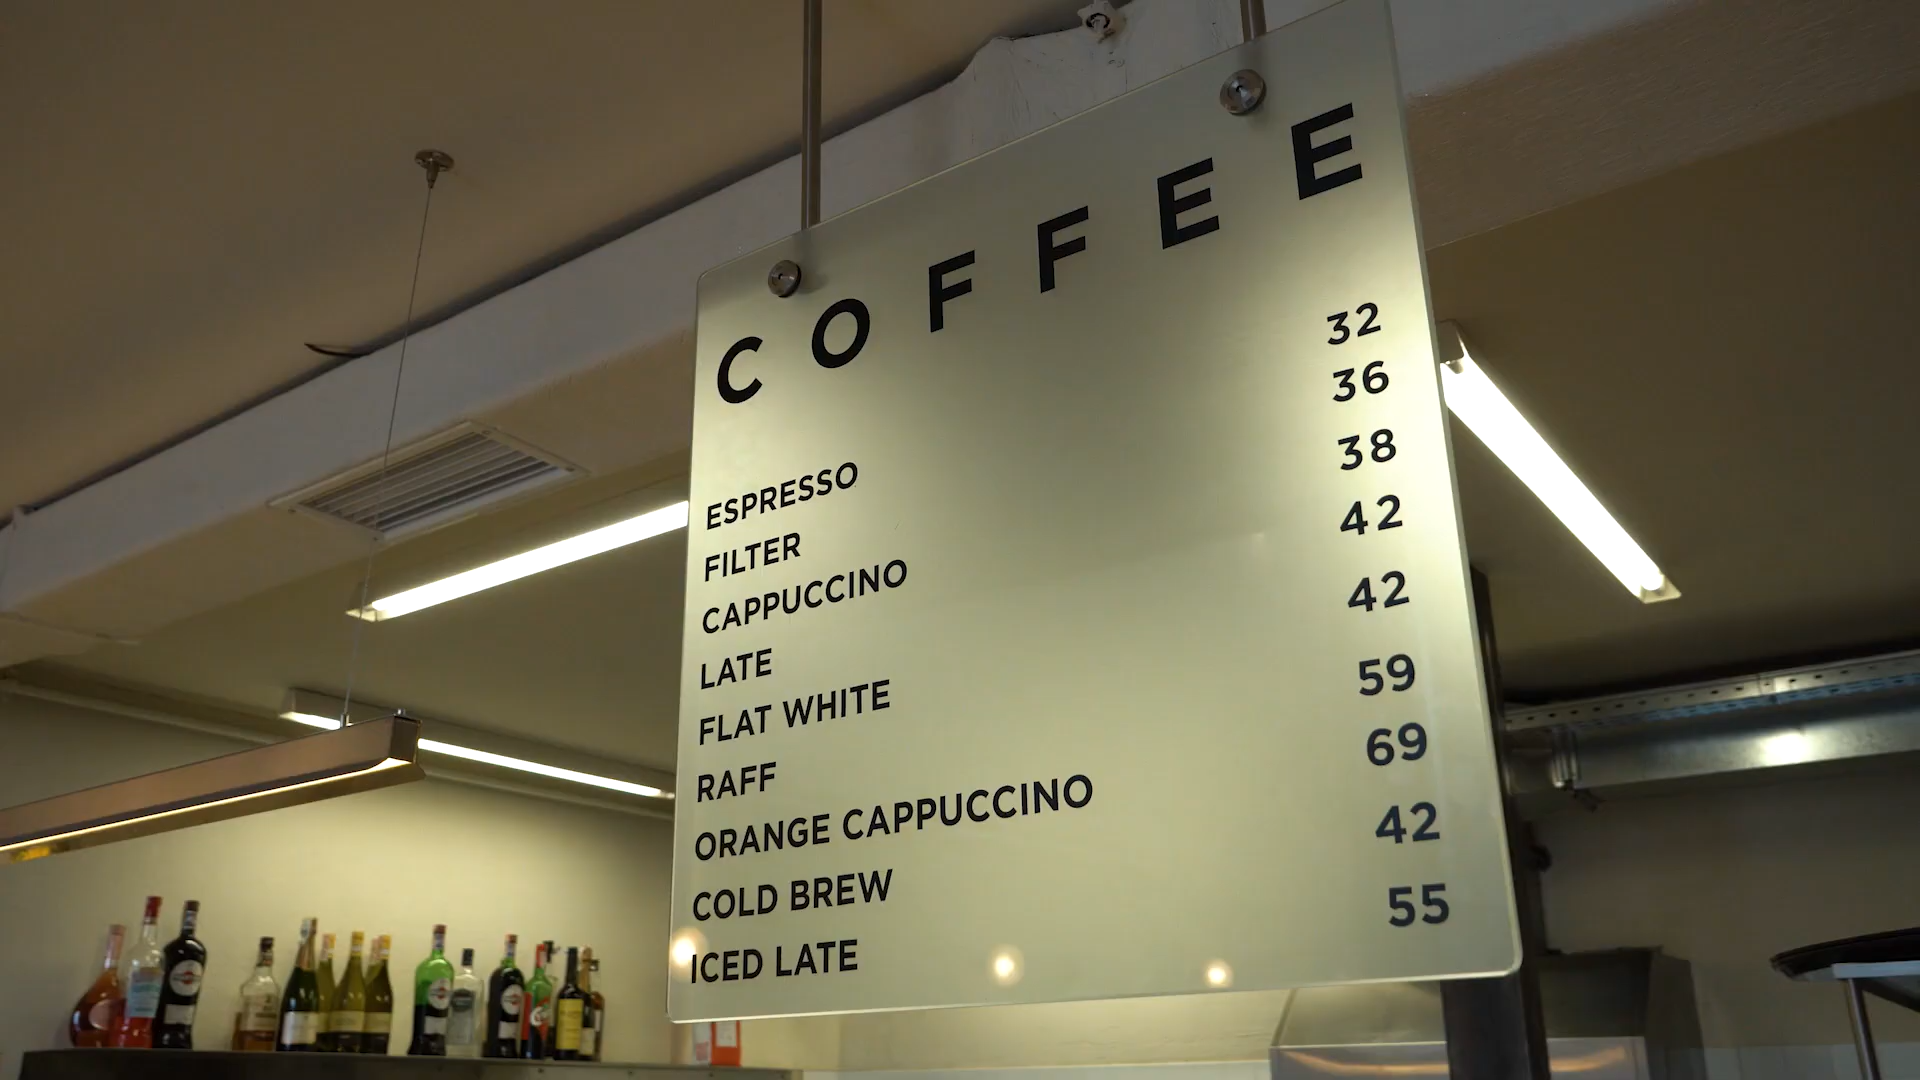 COFFEE
ESPRESSO 32
FILTER 36
CAPPUCCINO 38
LATE 42
FLAT WHITE 42
RAFF 59
ORANGE CAPPUCCINO 69
COLD BREW 42
ICED LATE 55